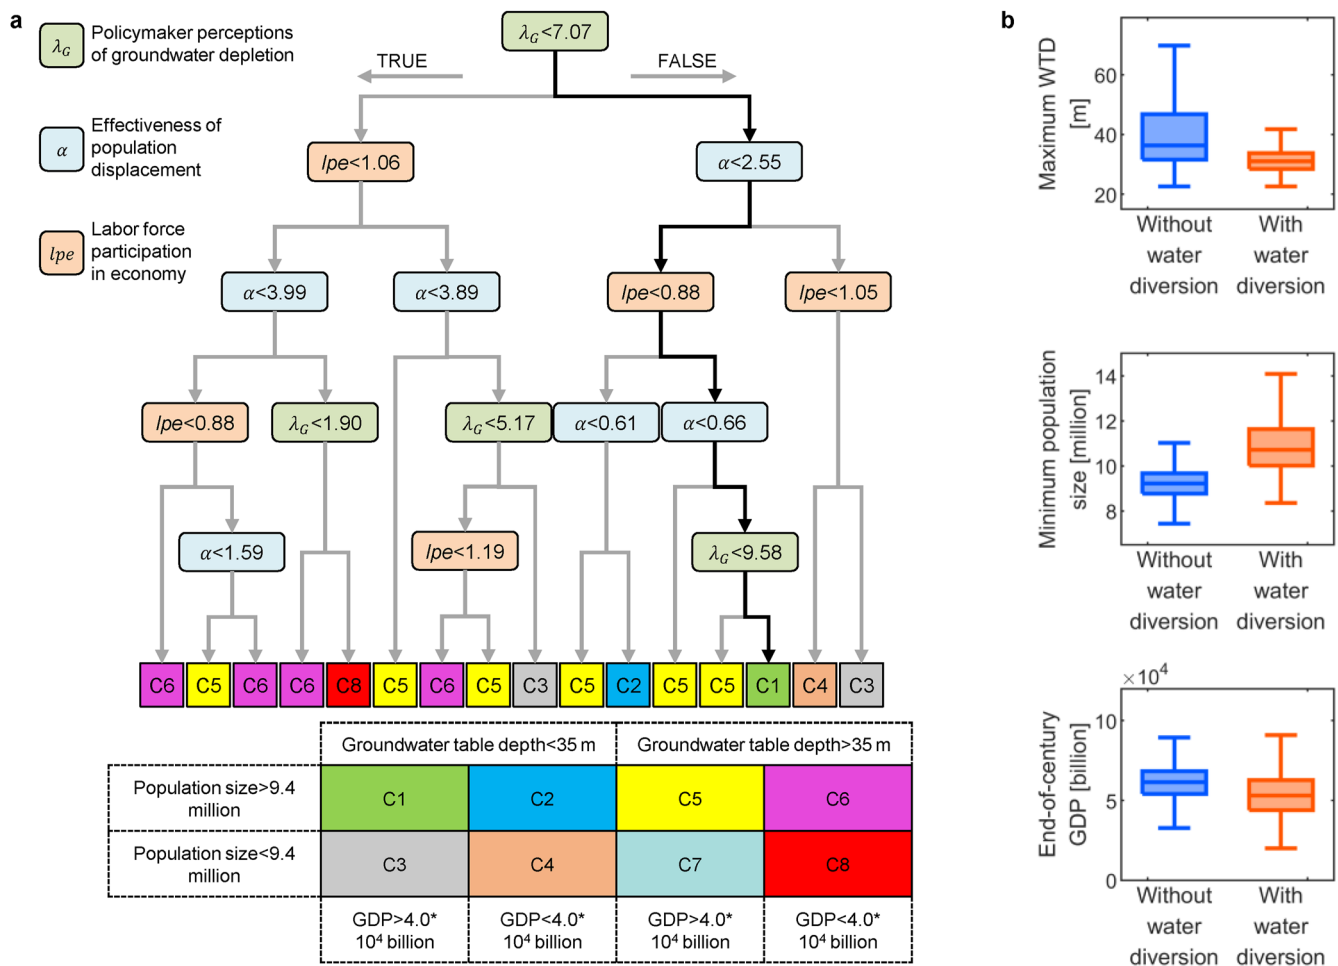 a
λG
Policymaker perceptions
of groundwater depletion
α
Effectiveness of
population
displacement
lpe
Labor force
participation
in economy
λG<7.07
TRUE
FALSE
lpe<1.06
α<2.55
α<3.99
α<3.89
lpe<0.88
lpe<1.05
lpe<0.88
λG<1.90
λG<5.17
α<0.61
α<0.66
α<1.59
lpe<1.19
λG<9.58
C6
C5
C6
C6
C8
C5
C6
C5
C3
C5
C2
C5
C5
C1
C4
C3
Groundwater table depth<35 m
Groundwater table depth>35 m
Population size>9.4
million
C1
C2
C5
C6
Population size<9.4
million
C3
C4
C7
C8
GDP>4.0*
10⁴ billion
GDP<4.0*
10⁴ billion
GDP>4.0*
10⁴ billion
GDP<4.0*
10⁴ billion
b
Maximum WTD
[m]
60
40
20
Without
water
diversion
With
water
diversion
Minimum population
size [million]
14
12
10
8
Without
water
diversion
With
water
diversion
End-of-century
GDP [billion]
×10⁴
10
5
0
Without
water
diversion
With
water
diversion